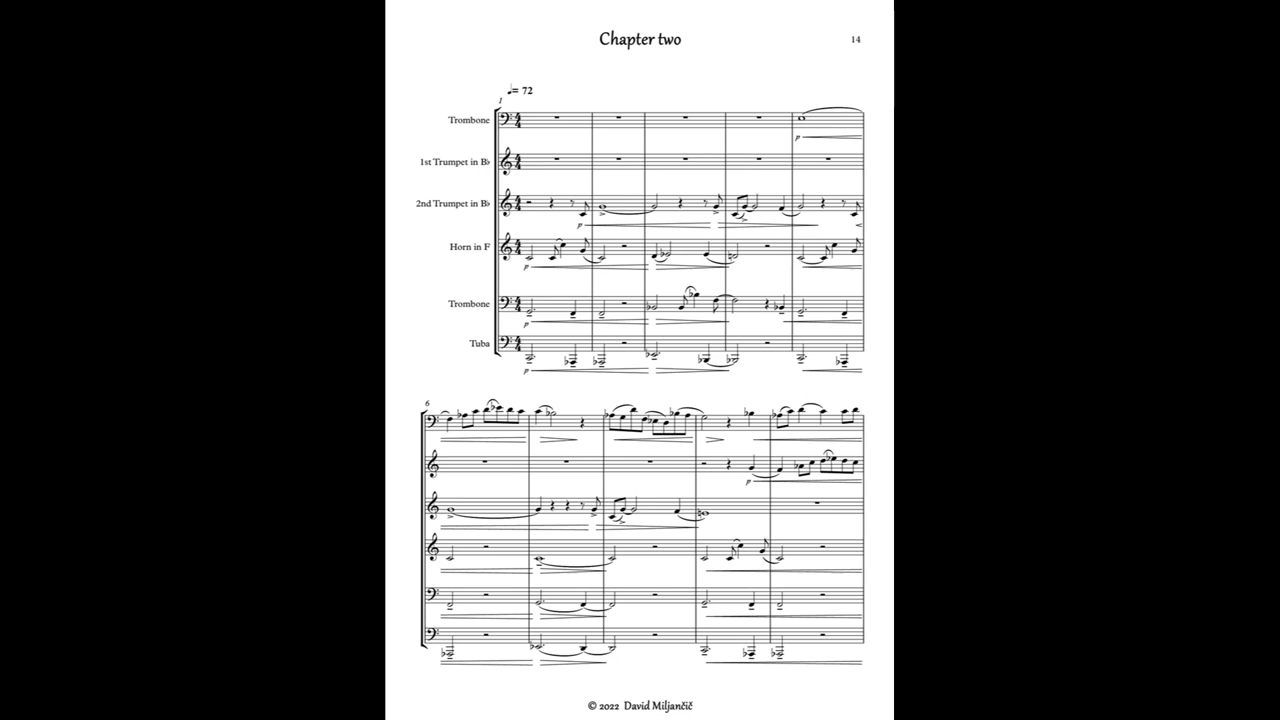 Chapter two
14
♩= 72
1
Trombone
p
1st Trumpet in B♭
2nd Trumpet in B♭
p
Horn in F
p
Trombone
p
Tuba
p
6
p
© 2022 David Miljančič